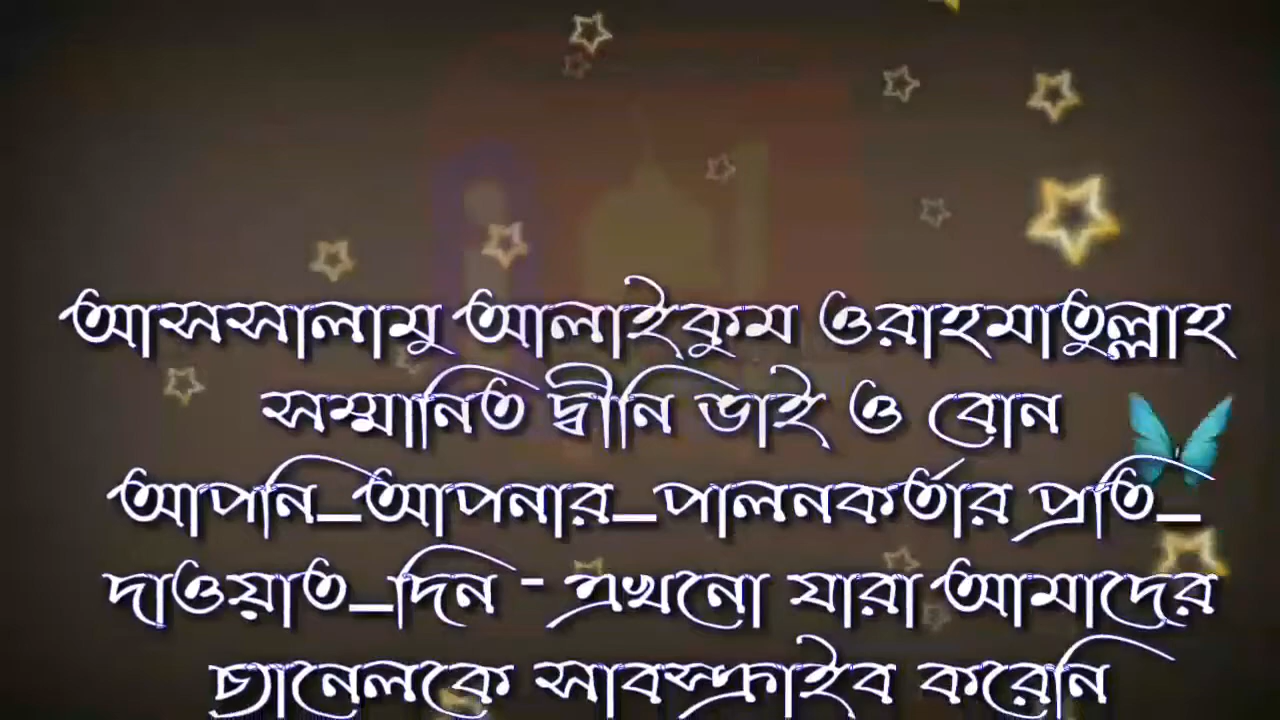 আসসালামু আলাইকুম ওরাহমাতুল্লাহ
সম্মানিত দ্বীনি ভাই ও বোন
আপনি_আপনার_পালনকর্তার প্রতি_
দাওয়াত_দিন - এখনো যারা আমাদের
চ্যানেলকে সাবস্ক্রাইব করেনি